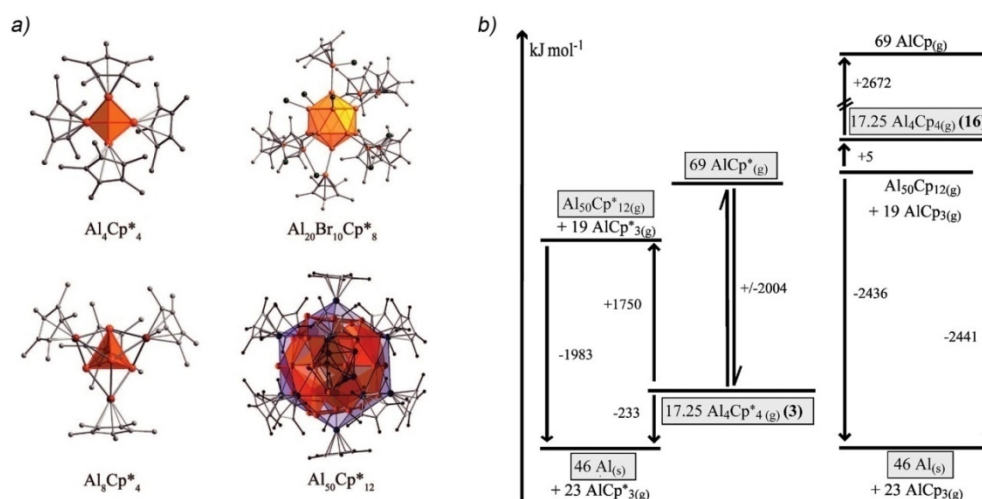 a)
Al₄Cp*₄
Al₂₀Br₁₀Cp*₈
Al₈Cp*₄
Al₅₀Cp*₁₂
b)
kJ mol⁻¹
69 AlCp(g)
+2672
17.25 Al₄Cp₄(g) (16)
+5
Al₅₀Cp₁₂(g)
+ 19 AlCp₃(g)
69 AlCp*(g)
Al₅₀Cp*₁₂(g)
+ 19 AlCp*₃(g)
+1750
-1983
+/-2004
-2436
-2441
17.25 Al₄Cp*₄ (g) (3)
-233
46 Al(s)
+ 23 AlCp*₃(g)
46 Al(s)
+ 23 AlCp₃(g)